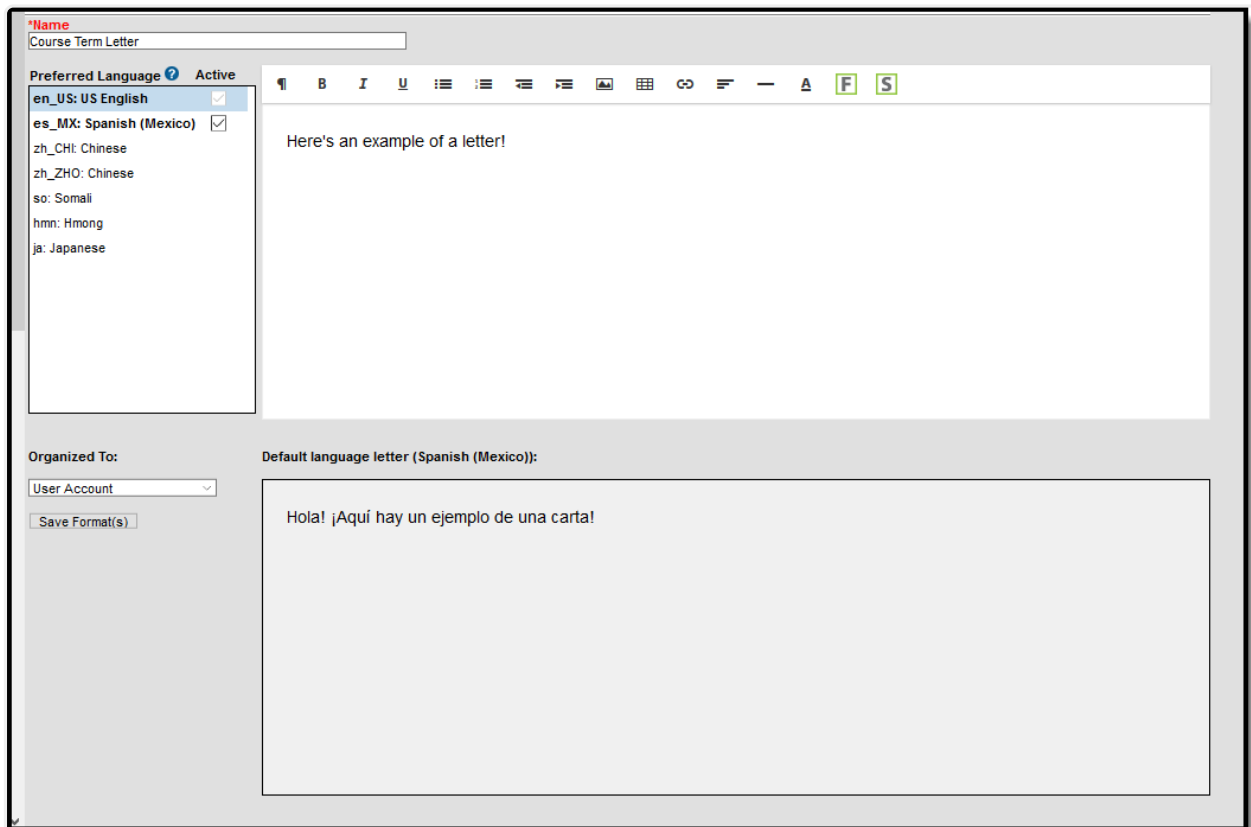 *Name
Course Term Letter
Preferred Language ? Active
en_US: US English
es_MX: Spanish (Mexico)
zh_CHI: Chinese
zh_ZHO: Chinese
so: Somali
hmn: Hmong
ja: Japanese
¶ B I U A F S
Here's an example of a letter!
Organized To:
User Account
Save Format(s)
Default language letter (Spanish (Mexico)):
Hola! ¡Aquí hay un ejemplo de una carta!